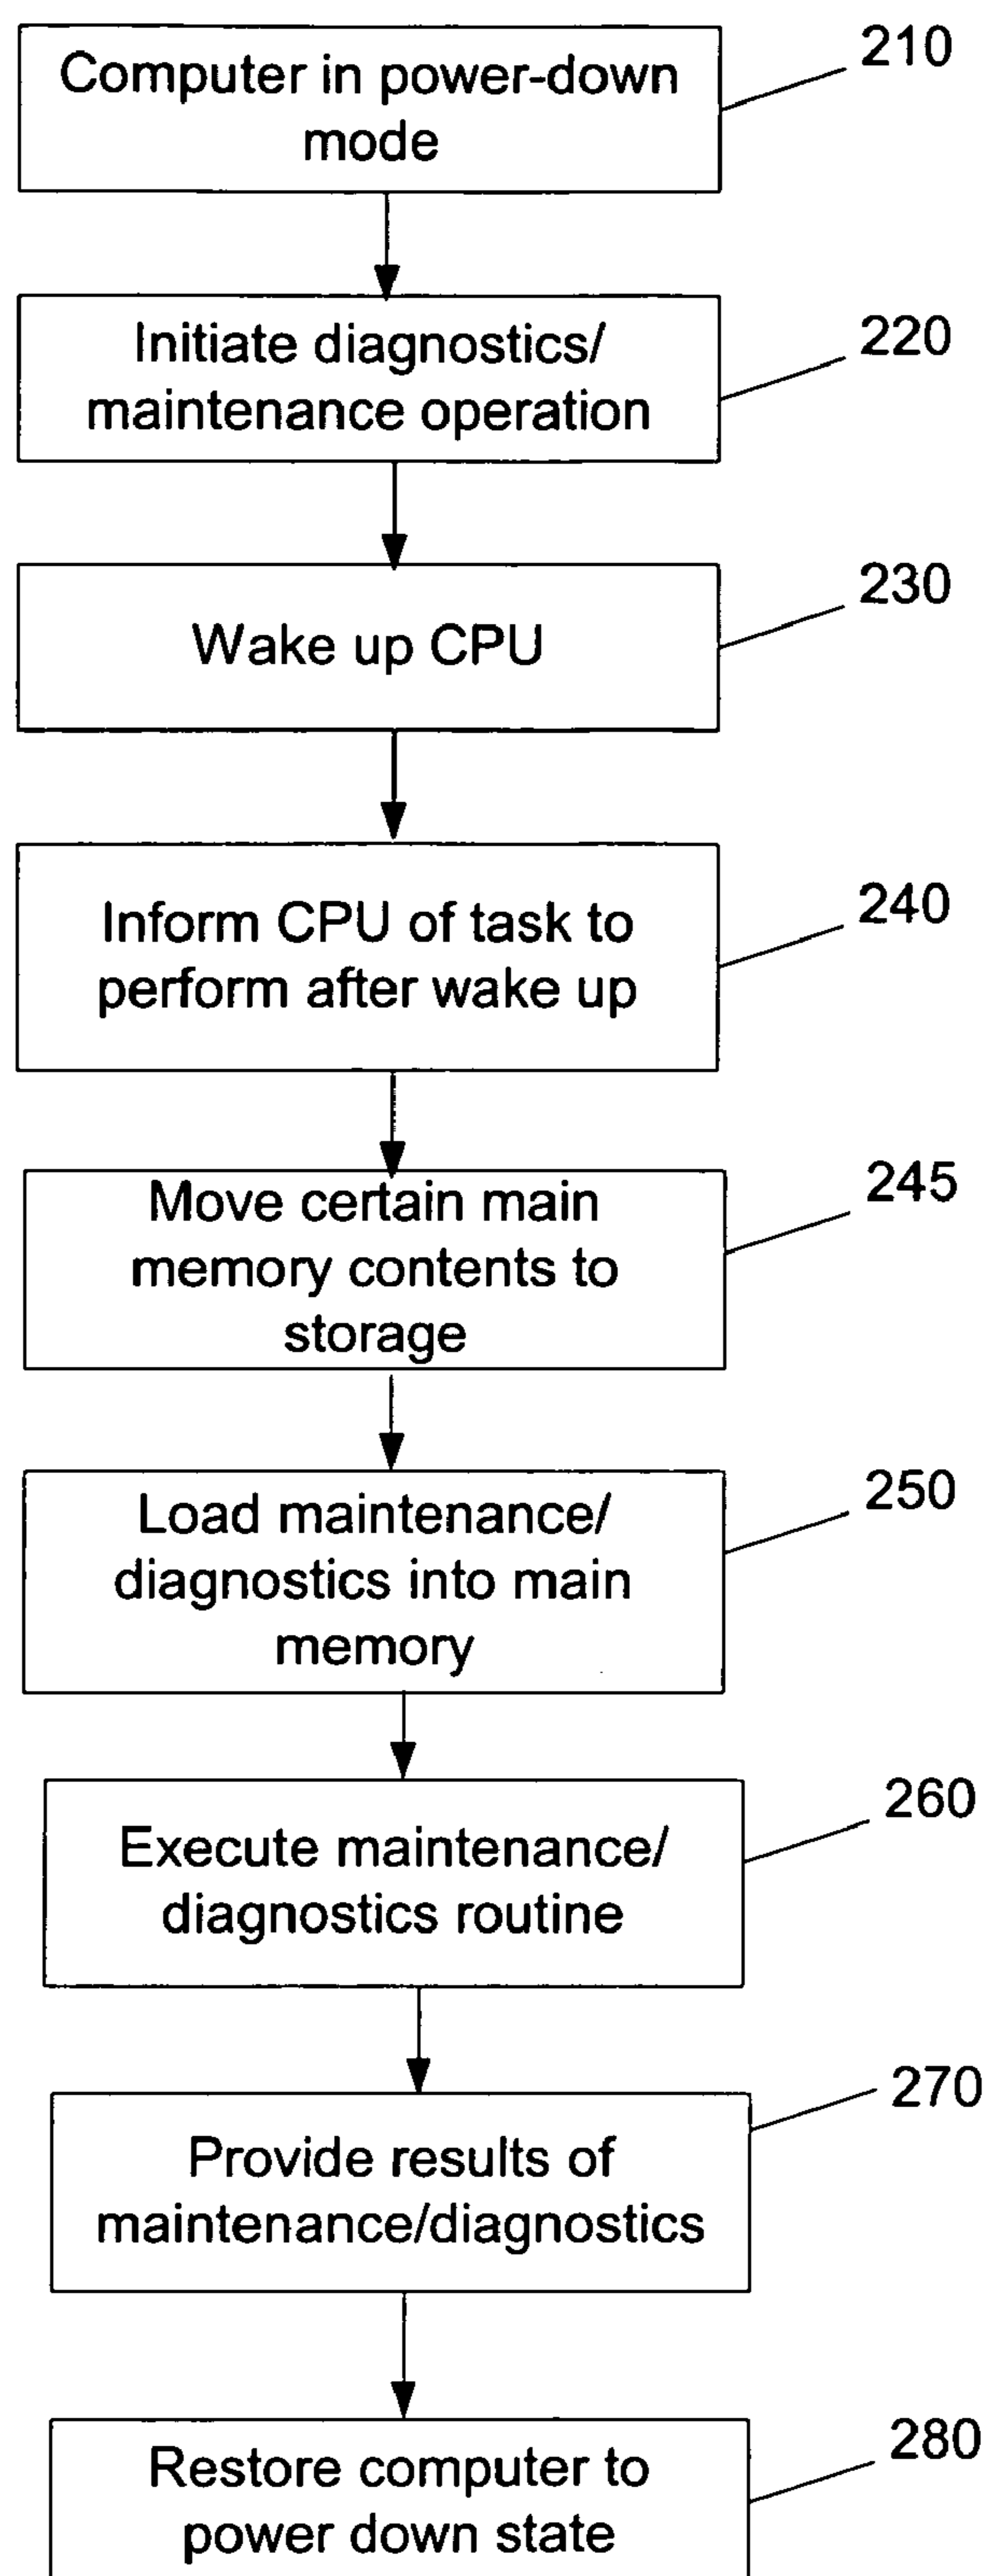 Computer in power-down
mode
210
Initiate diagnostics/
maintenance operation
220
Wake up CPU
230
Inform CPU of task to
perform after wake up
240
Move certain main
memory contents to
storage
245
Load maintenance/
diagnostics into main
memory
250
Execute maintenance/
diagnostics routine
260
Provide results of
maintenance/diagnostics
270
Restore computer to
power down state
280